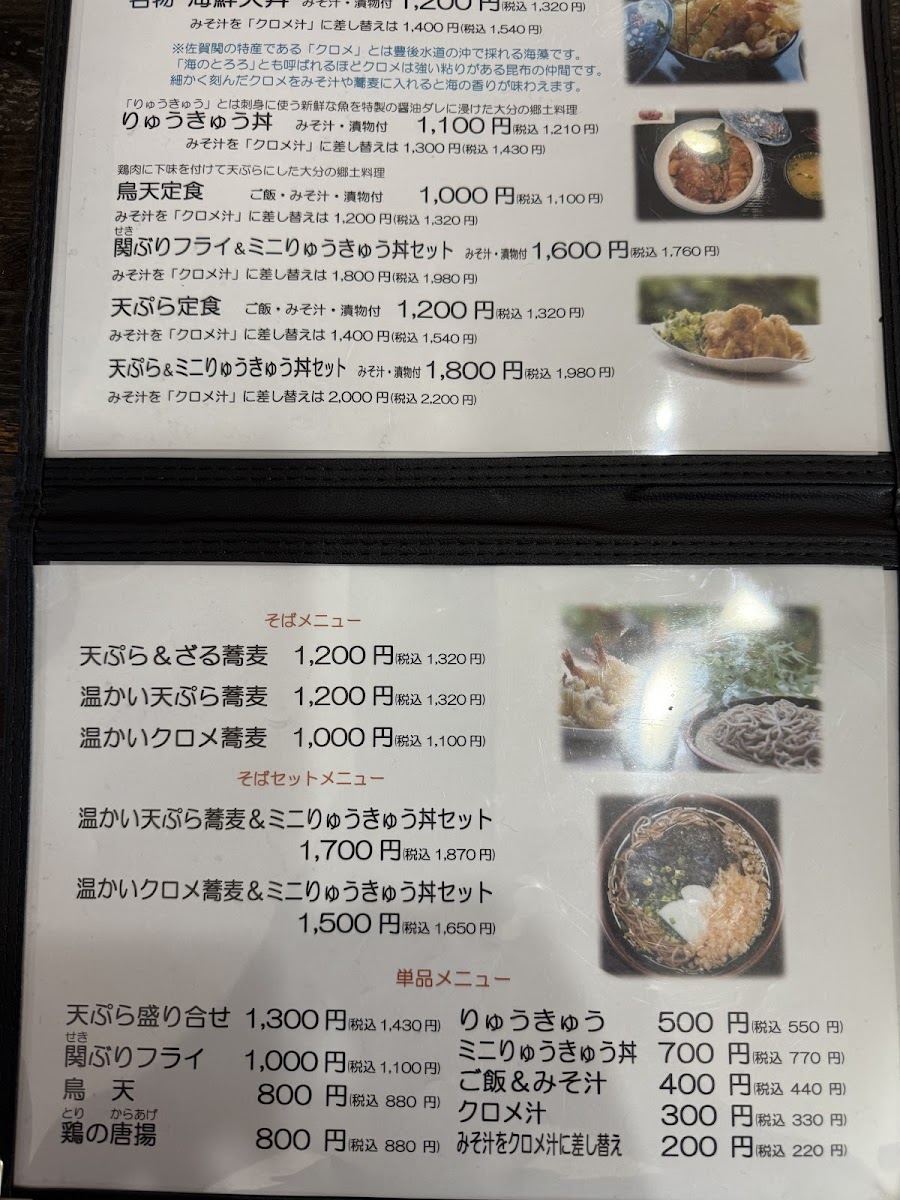 名物 海鮮天丼 みそ汁・漬物付 1,200円(税込 1,320 円)
みそ汁を「クロメ汁」に差し替えは 1,400 円(税込 1,540 円)
※佐賀関の特産である「クロメ」とは豊後水道の沖で採れる海藻です。
「海のとろろ」とも呼ばれるほどクロメは強い粘りがある昆布の仲間です。
細かく刻んだクロメをみそ汁や蕎麦に入れると海の香りが味わえます。
「りゅうきゅう」とは刺身に使う新鮮な魚を特製の醤油ダレに浸けた大分の郷土料理
りゅうきゅう丼 みそ汁・漬物付 1,100 円(税込 1,210 円)
みそ汁を「クロメ汁」に差し替えは 1,300 円(税込 1,430 円)
鶏肉に下味を付けて天ぷらにした大分の郷土料理
鳥天定食 ご飯・みそ汁・漬物付 1,000 円(税込 1,100 円)
みそ汁を「クロメ汁」に差し替えは 1,200 円(税込 1,320 円)
せき
関ぶりフライ&ミニりゅうきゅう丼セット みそ汁・漬物付 1,600 円(税込 1,760 円)
みそ汁を「クロメ汁」に差し替えは 1,800 円(税込 1,980 円)
天ぷら定食 ご飯・みそ汁・漬物付 1,200 円(税込 1,320 円)
みそ汁を「クロメ汁」に差し替えは 1,400 円(税込 1,540 円)
天ぷら&ミニりゅうきゅう丼セット みそ汁・漬物付 1,800 円(税込 1,980 円)
みそ汁を「クロメ汁」に差し替えは 2,000 円(税込 2,200 円)
そばメニュー
天ぷら＆ざる蕎麦 1,200 円(税込 1,320 円)
温かい天ぷら蕎麦 1,200 円(税込 1,320 円)
温かいクロメ蕎麦 1,000 円(税込 1,100 円)
そばセットメニュー
温かい天ぷら蕎麦＆ミニりゅうきゅう丼セット
1,700 円(税込 1,870 円)
温かいクロメ蕎麦＆ミニりゅうきゅう丼セット
1,500 円(税込 1,650 円)
単品メニュー
天ぷら盛り合せ 1,300 円(税込 1,430 円)
せき
関ぶりフライ 1,000 円(税込 1,100 円)
鳥 天 800 円(税込 880 円)
とり からあげ
鶏の唐揚 800 円(税込 880 円)
りゅうきゅう 500 円(税込 550 円)
ミニりゅうきゅう丼 700 円(税込 770 円)
ご飯＆みそ汁 400 円(税込 440 円)
クロメ汁 300 円(税込 330 円)
みそ汁をクロメ汁に差し替え 200 円(税込 220 円)